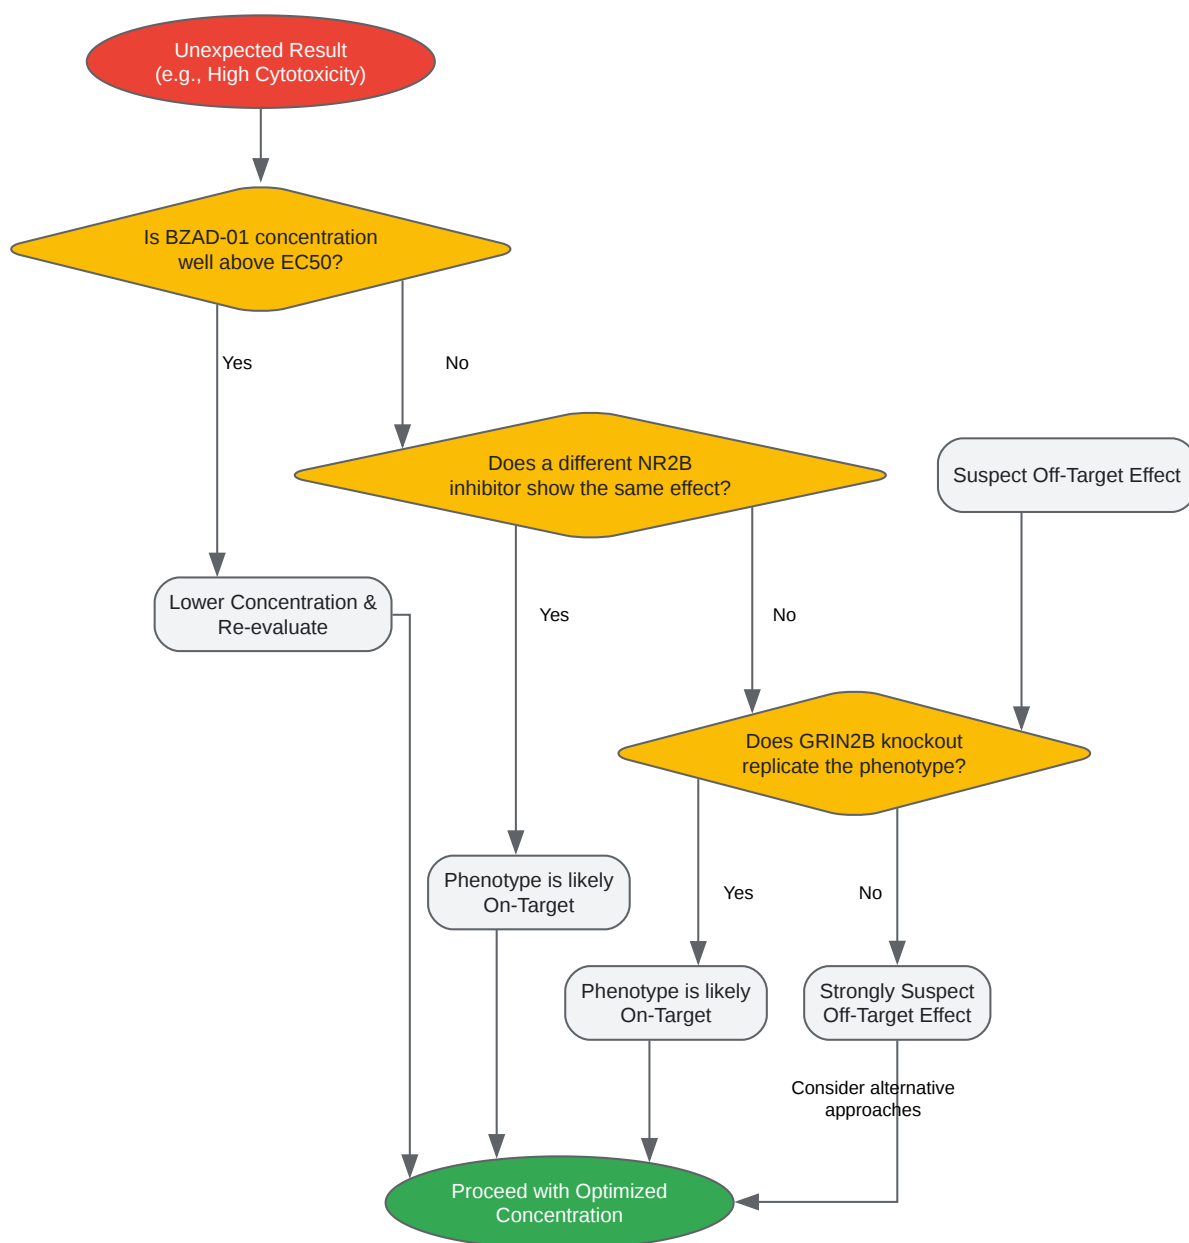 Unexpected Result
(e.g., High Cytotoxicity)
Is BZAD-01 concentration
well above EC50?
Yes
No
Does a different NR2B
inhibitor show the same effect?
Suspect Off-Target Effect
Lower Concentration &
Re-evaluate
Yes
No
Does GRIN2B knockout
replicate the phenotype?
Phenotype is likely
On-Target
Yes
No
Phenotype is likely
On-Target
Strongly Suspect
Off-Target Effect
Consider alternative
approaches
Proceed with Optimized
Concentration